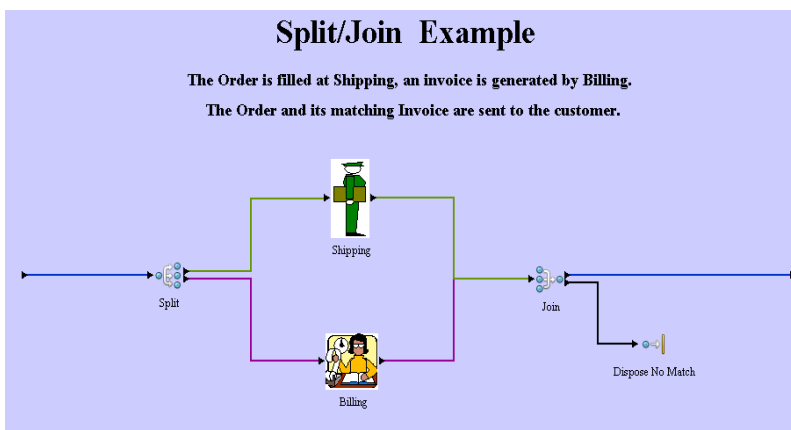 Split/Join Example
The Order is filled at Shipping, an invoice is generated by Billing.
The Order and its matching Invoice are sent to the customer.
Shipping
Split
Join
Dispose No Match
Billing